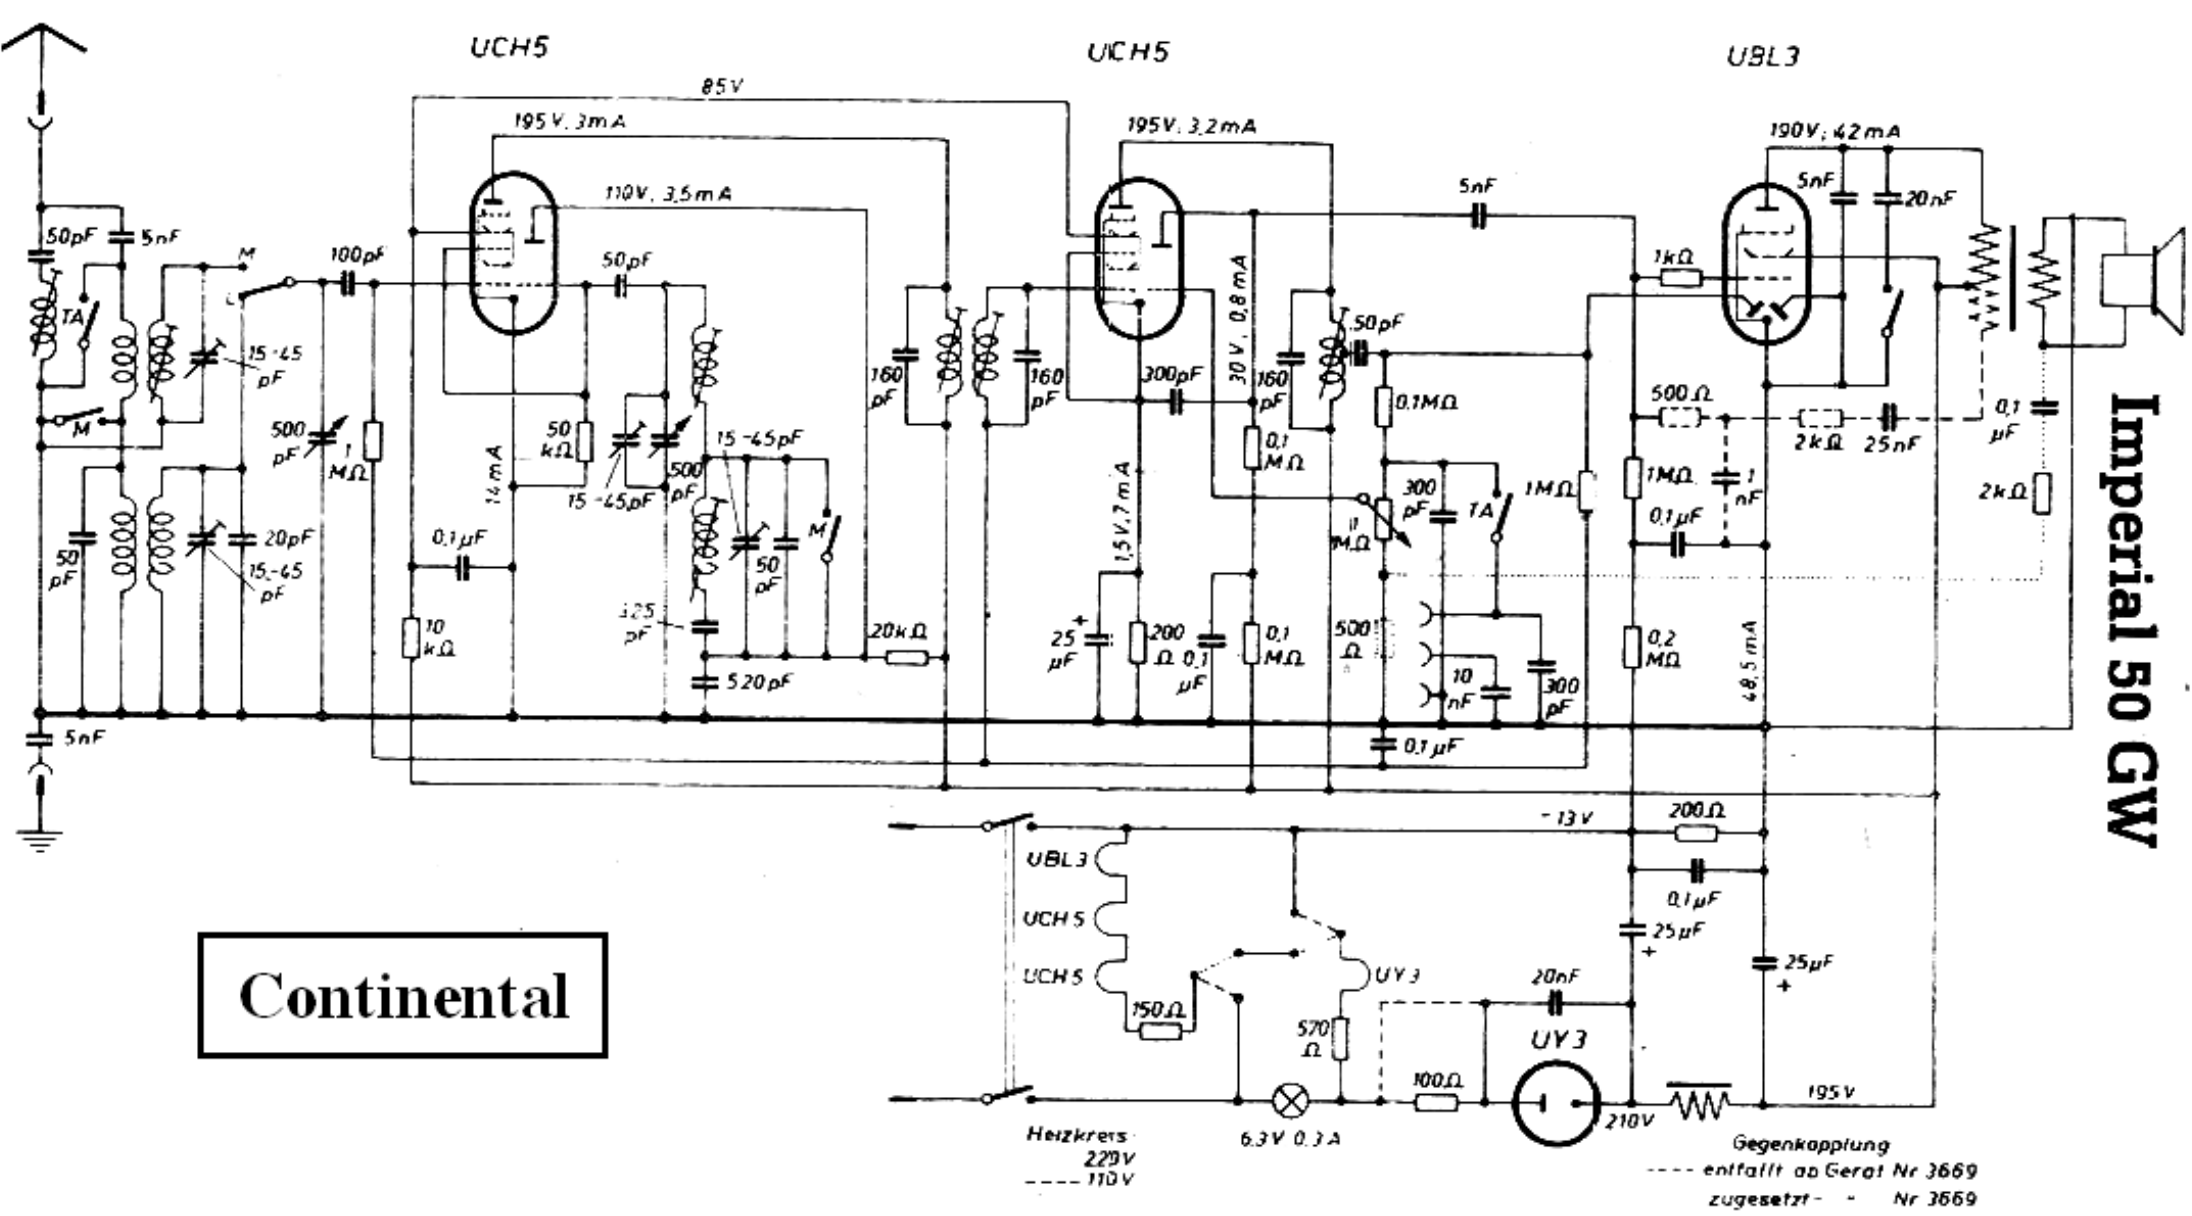 UCH5
UCH5
UBL3
85V
195V, 3mA
195V, 3,2mA
190V, 42mA
110V, 3,5mA
5nF
5nF
20nF
50pF
5nF
M
L
100pF
50pF
1kΩ
TA
15-45 pF
160 pF
160 pF
300pF
30V, 0,8mA
160 pF
50pF
0.1MΩ
500Ω
2kΩ
25nF
0,1 µF
M
500 pF
1 MΩ
14mA
50 kΩ
15-45pF
500 pF
15-45pF
0,1 MΩ
300 pF
TA
1MΩ
1MΩ
1 nF
2kΩ
50 pF
20pF
15-45 pF
0,1µF
M
50 pF
1,5V, 7mA
1 MΩ
0,1µF
10 kΩ
325 pF
520pF
20kΩ
+
25 µF
200 Ω
0,1 µF
0,1 MΩ
500 Ω
10 nF
300 pF
0,2 MΩ
48,5mA
5nF
0,1µF
Imperial 50 GW
-13V
200Ω
UBL3
0,1µF
UCH5
25µF
+
UCH5
UY3
20nF
25µF
+
150Ω
570 Ω
UY3
100Ω
210V
195V
6,3V 0,3A
Continental
Heizkreis
220V
---- 110V
Gegenkopplung
---- entfällt ab Gerät Nr 3669
zugesetzt - " Nr 3669